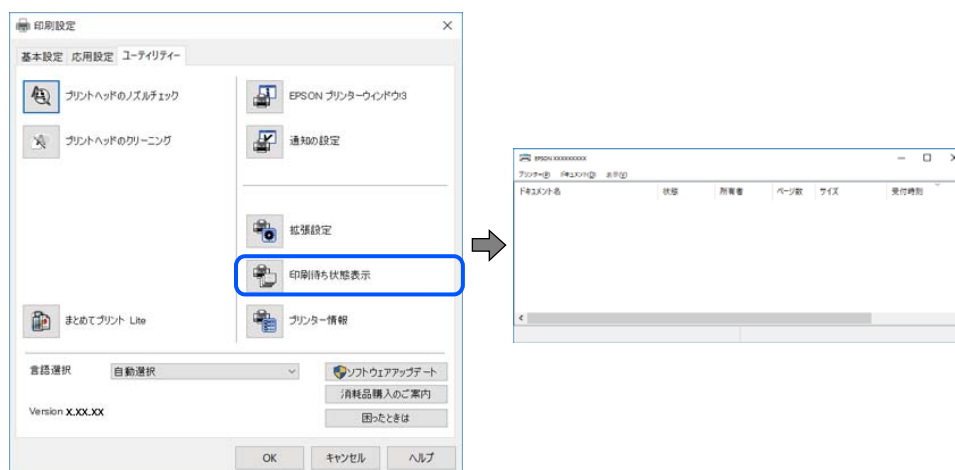 印刷設定
基本設定 応用設定 ユーティリティー
プリントヘッドのノズルチェック
プリントヘッドのクリーニング
まとめてプリント Lite
EPSON プリンターウィンドウ!3
通知の設定
拡張設定
印刷待ち状態表示
プリンター情報
言語選択 自動選択
ソフトウェアアップデート
消耗品購入のご案内
Version X.XX.XX
困ったときは
OK キャンセル ヘルプ
EPSON XXXXXXXXXX
プリンター(P) ドキュメント(D) 表示(V)
ドキュメント名 状態 所有者 ページ数 サイズ 受付時刻